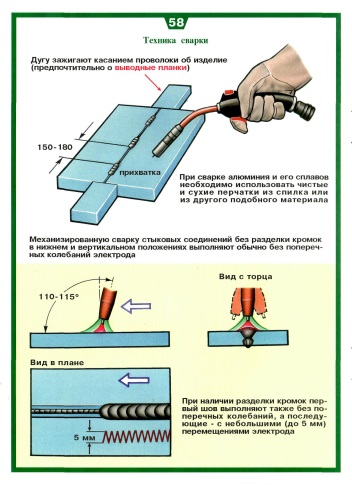 58
Техника сварки
Дугу зажигают касанием проволоки об изделие
(предпочтительно о выводные планки)
150-180
прихватка
При сварке алюминия и его сплавов
необходимо использовать чистые
и сухие перчатки из спилка или
из другого подобного материала
Механизированную сварку стыковых соединений без разделки кромок
в нижнем и вертикальном положениях выполняют обычно без попереч-
ных колебаний электрода
110-115°
Вид с торца
Вид в плане
5 мм
При наличии разделки кромок пер-
вый шов выполняют также без по-
перечных колебаний, а последу-
ющие - с небольшими (до 5 мм)
перемещениями электрода